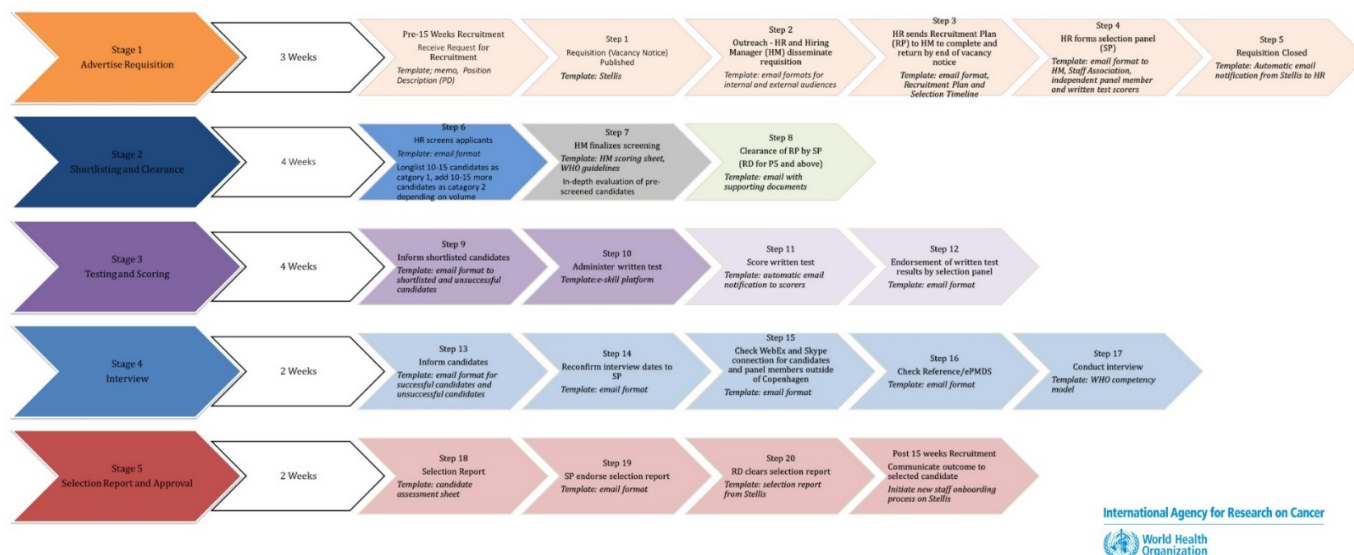 Stage 1
Advertise Requisition
3 Weeks
Pre-15 Weeks Recruitment
Receive Request for
Recruitment
Template; memo, Position
Description (PD)
Step 1
Requisition (Vacancy Notice)
Published
Template: Stellis
Step 2
Outreach - HR and Hiring
Manager (HM) disseminate
requisition
Template: email formats for
internal and external audiences
Step 3
HR sends Recruitment Plan
(RP) to HM to complete and
return by end of vacancy
notice
Template: email format,
Recruitment Plan and
Selection Timeline
Step 4
HR forms selection panel
(SP)
Template: email format to
HM, Staff Association,
independent panel member
and written test scorers
Step 5
Requisition Closed
Template: Automatic email
notification from Stellis to HR
Stage 2
Shortlisting and Clearance
4 Weeks
Step 6
HR screens applicants
Template: email format
Longlist 10-15 candidates as
catgory 1, add 10-15 more
candidates as catagory 2
depending on volume
Step 7
HM finalizes screening
Template: HM scoring sheet,
WHO guidelines
In-depth evaluation of pre-
screened candidates
Step 8
Clearance of RP by SP
(RD for P5 and above)
Template: email with
supporting documents
Stage 3
Testing and Scoring
4 Weeks
Step 9
Inform shortlisted candidates
Template: email format to
shortlisted and unsuccessful
candidates
Step 10
Administer written test
Template:e-skill platform
Step 11
Score written test
Template: automatic email
notification to scorers
Step 12
Endorsement of written test
results by selection panel
Template: email format
Stage 4
Interview
2 Weeks
Step 13
Inform candidates
Template: email format for
successful candidates and
unsuccessful candidates
Step 14
Reconfirm interview dates to
SP
Template: email format
Step 15
Check WebEx and Skype
connection for candidates
and panel members outside
of Copenhagen
Template: email format
Step 16
Check Reference/ePMDS
Template: email format
Step 17
Conduct interview
Template: WHO competency
model
Stage 5
Selection Report and Approval
2 Weeks
Step 18
Selection Report
Template: candidate
assessment sheet
Step 19
SP endorse selection report
Template: email format
Step 20
RD clears selection report
Template: selection report
from Stellis
Post 15 weeks Recruitment
Communicate outcome to
selected candidate
Initiate new staff onboarding
process on Stellis
International Agency for Research on Cancer
World Health
Organization